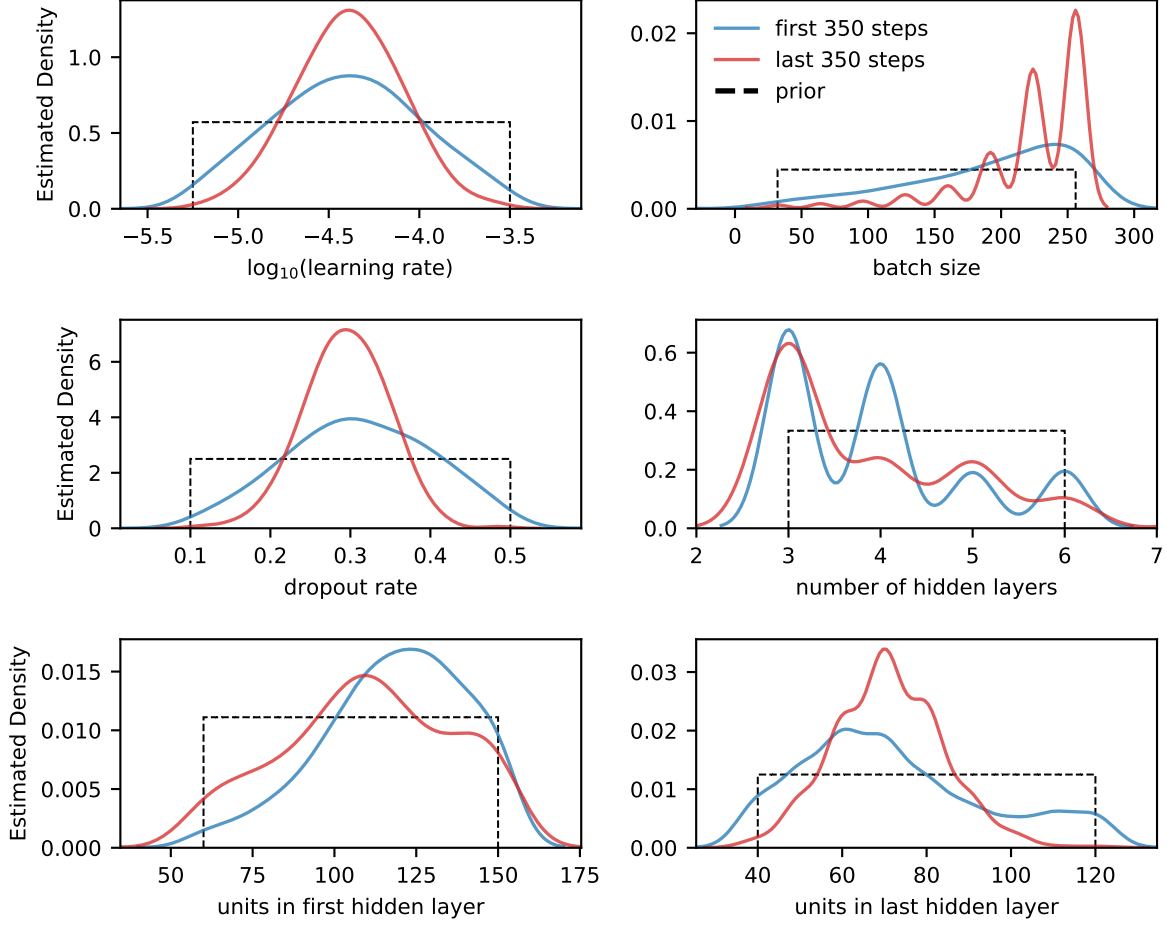 Estimated Density
1.0
0.5
0.0
−5.5 −5.0 −4.5 −4.0 −3.5
log₁₀(learning rate)
first 350 steps
last 350 steps
prior
0.02
0.01
0.00
0 50 100 150 200 250 300
batch size
Estimated Density
6
4
2
0
0.1 0.2 0.3 0.4 0.5
dropout rate
0.6
0.4
0.2
0.0
2 3 4 5 6 7
number of hidden layers
Estimated Density
0.015
0.010
0.005
0.000
50 75 100 125 150 175
units in first hidden layer
0.03
0.02
0.01
0.00
40 60 80 100 120
units in last hidden layer